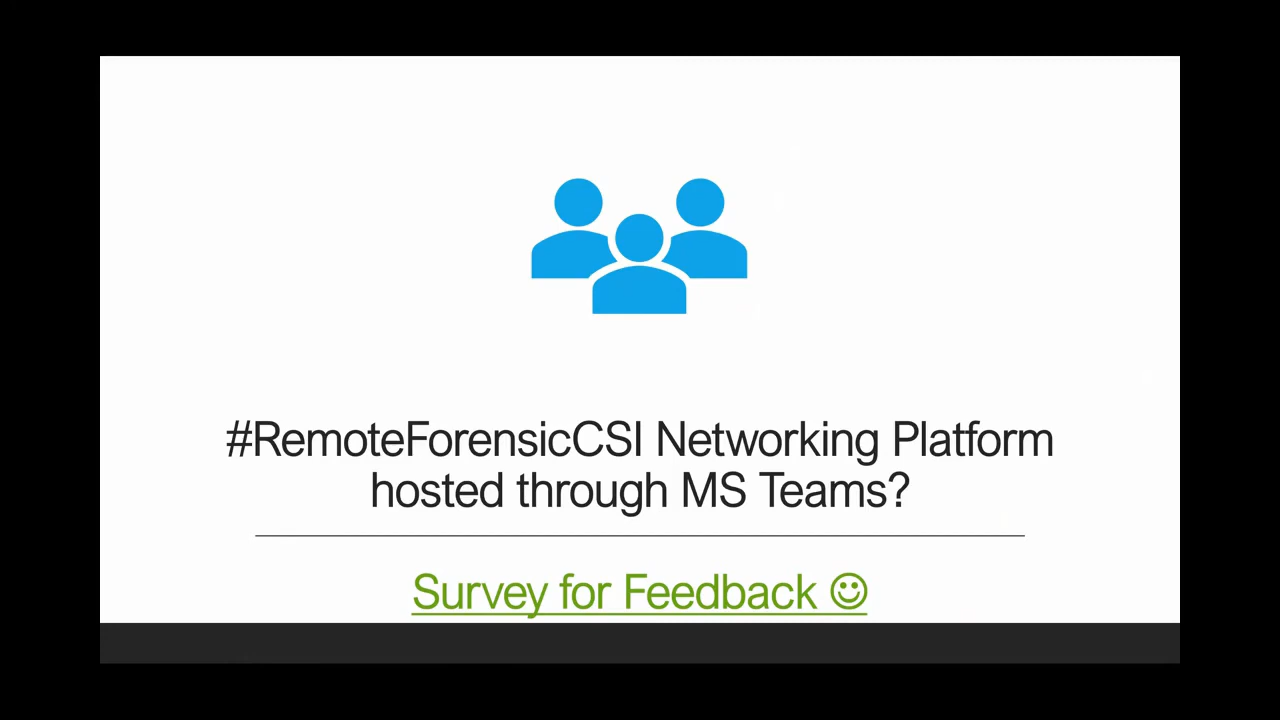 #RemoteForensicCSI Networking Platform
hosted through MS Teams?
Survey for Feedback ☺